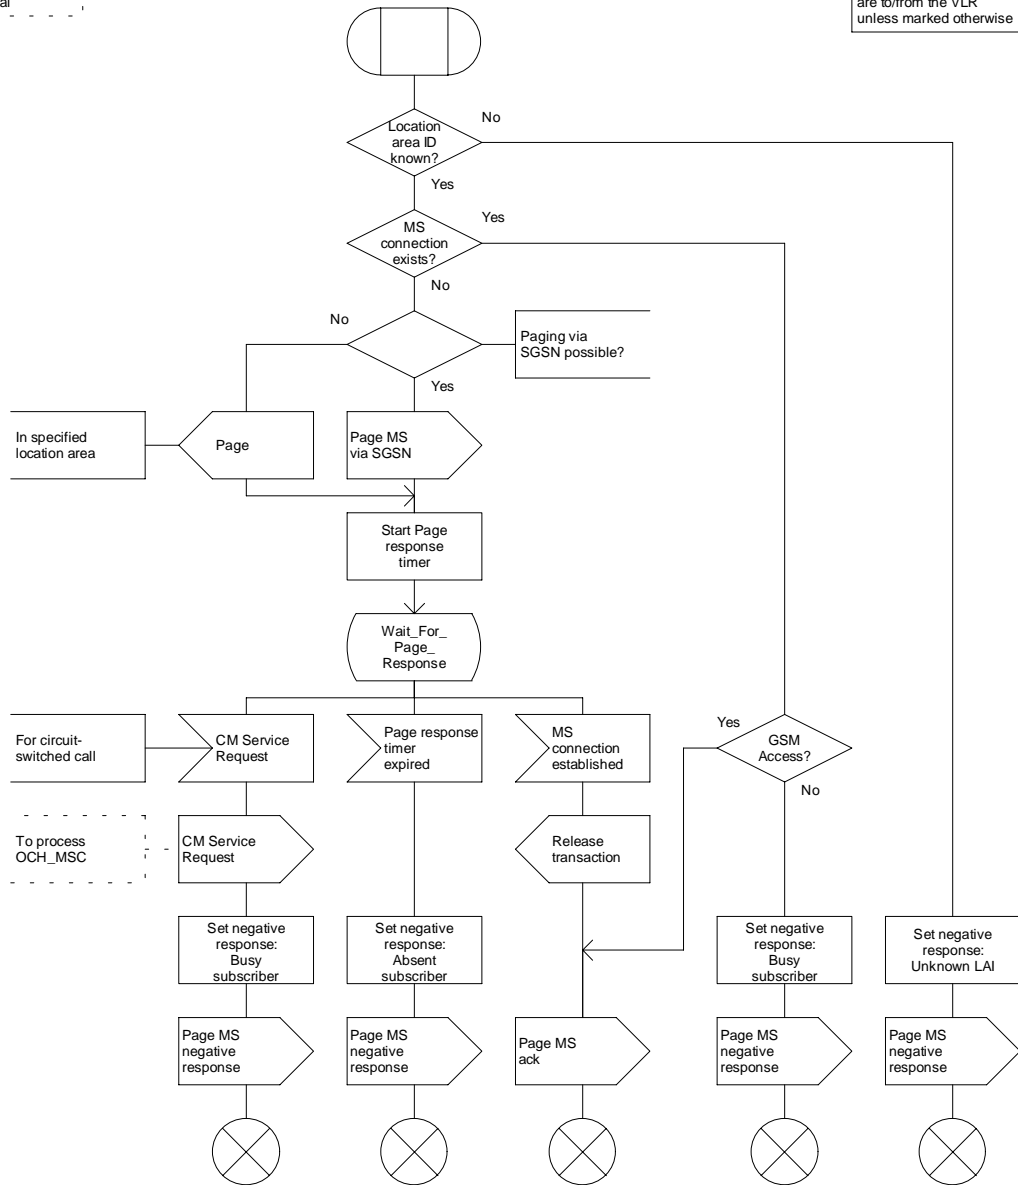 al
are to/from the VLR
unless marked otherwise
Location
area ID
known?
No
Yes
MS
connection
exists?
Yes
No
No
Paging via
SGSN possible?
Yes
In specified
location area
Page
Page MS
via SGSN
Start Page
response
timer
Wait_For_
Page_
Response
For circuit-
switched call
CM Service
Request
Page response
timer
expired
MS
connection
established
Yes
GSM
Access?
No
To process
OCH_MSC
CM Service
Request
Release
transaction
Set negative
response:
Busy
subscriber
Set negative
response:
Absent
subscriber
Set negative
response:
Busy
subscriber
Set negative
response:
Unknown LAI
Page MS
negative
response
Page MS
negative
response
Page MS
ack
Page MS
negative
response
Page MS
negative
response